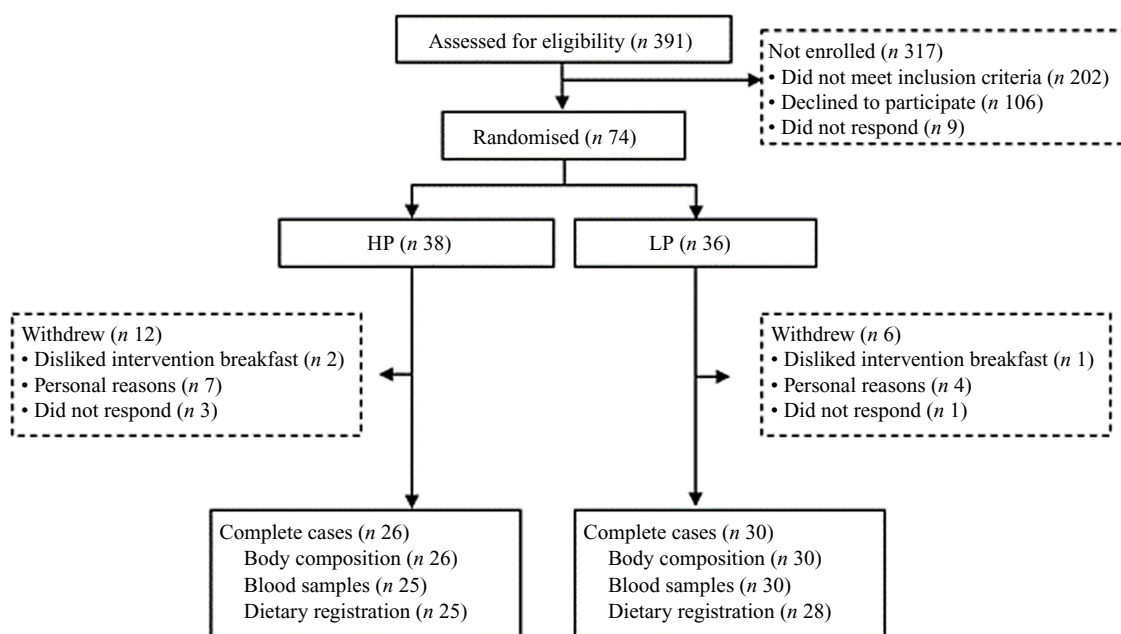 Assessed for eligibility (n 391)
Not enrolled (n 317)
• Did not meet inclusion criteria (n 202)
• Declined to participate (n 106)
• Did not respond (n 9)
Randomised (n 74)
HP (n 38)
LP (n 36)
Withdrew (n 12)
• Disliked intervention breakfast (n 2)
• Personal reasons (n 7)
• Did not respond (n 3)
Withdrew (n 6)
• Disliked intervention breakfast (n 1)
• Personal reasons (n 4)
• Did not respond (n 1)
Complete cases (n 26)
Body composition (n 26)
Blood samples (n 25)
Dietary registration (n 25)
Complete cases (n 30)
Body composition (n 30)
Blood samples (n 30)
Dietary registration (n 28)